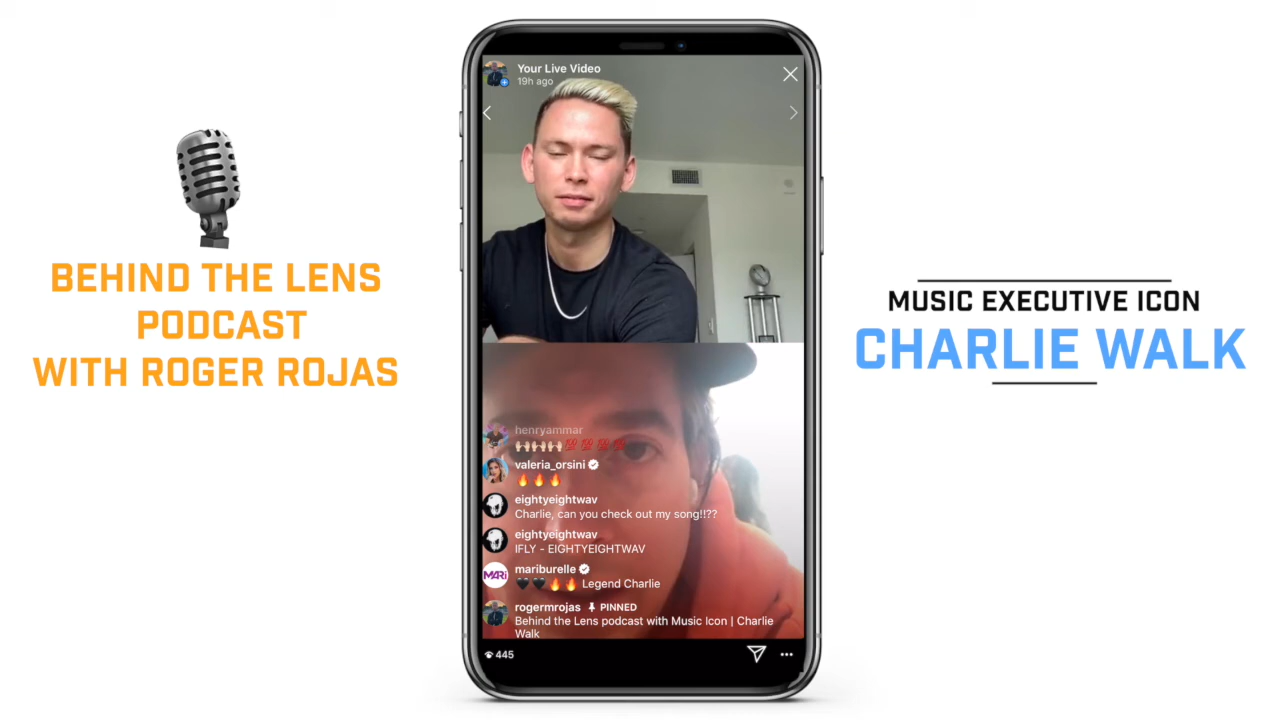 BEHIND THE LENS
PODCAST
WITH ROGER ROJAS
Your Live Video
19h ago
henryammar
valeria_orsini
eightyeightwav
Charlie, can you check out my song!!??
eightyeightwav
IFLY - EIGHTYEIGHTWAV
MARi
mariburelle
Legend Charlie
rogermrojas PINNED
Behind the Lens podcast with Music Icon | Charlie
Walk
445
MUSIC EXECUTIVE ICON
CHARLIE WALK